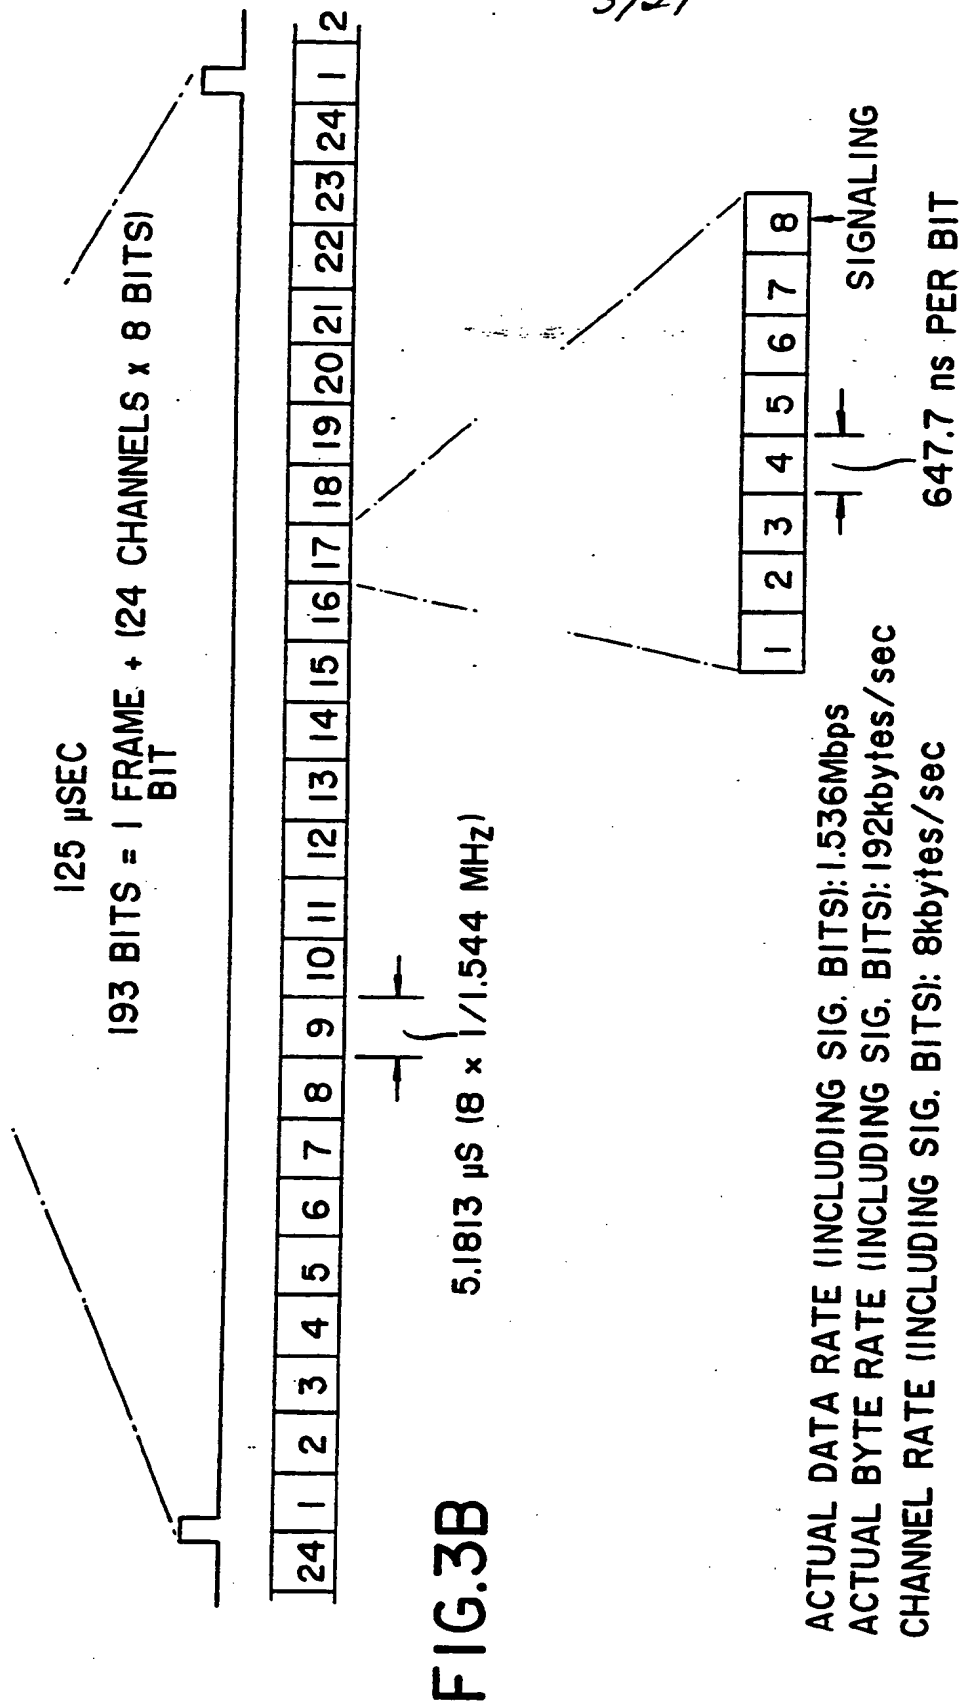 3/21
125 µSEC
193 BITS = 1 FRAME + (24 CHANNELS x 8 BITS)
BIT
24 1 2 3 4 5 6 7 8 9 10 11 12 13 14 15 16 17 18 19 20 21 22 23 24 1 2
5.1813 µS (8 × 1/1.544 MHz)
1 2 3 4 5 6 7 8
SIGNALING
647.7 ns PER BIT
FIG.3B
ACTUAL DATA RATE (INCLUDING SIG. BITS): 1.536Mbps
ACTUAL BYTE RATE (INCLUDING SIG. BITS): 192kbytes/sec
CHANNEL RATE (INCLUDING SIG. BITS): 8kbytes/sec